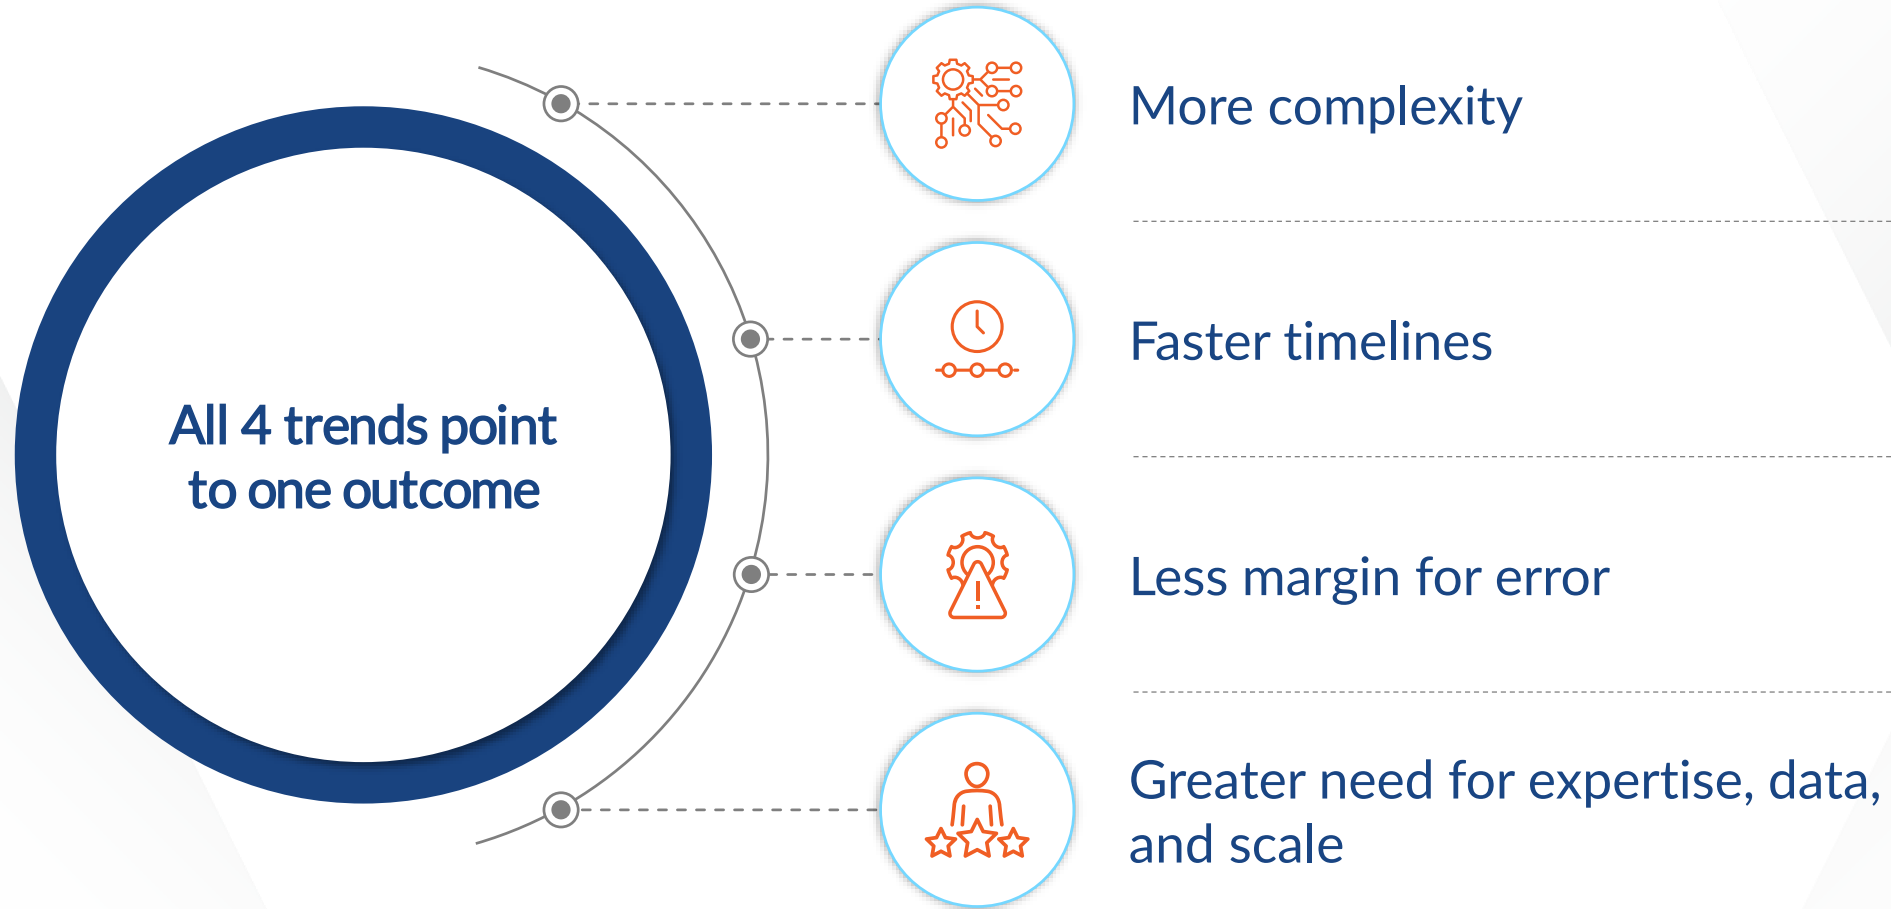 All 4 trends point
to one outcome
More complexity
Faster timelines
Less margin for error
Greater need for expertise, data,
and scale